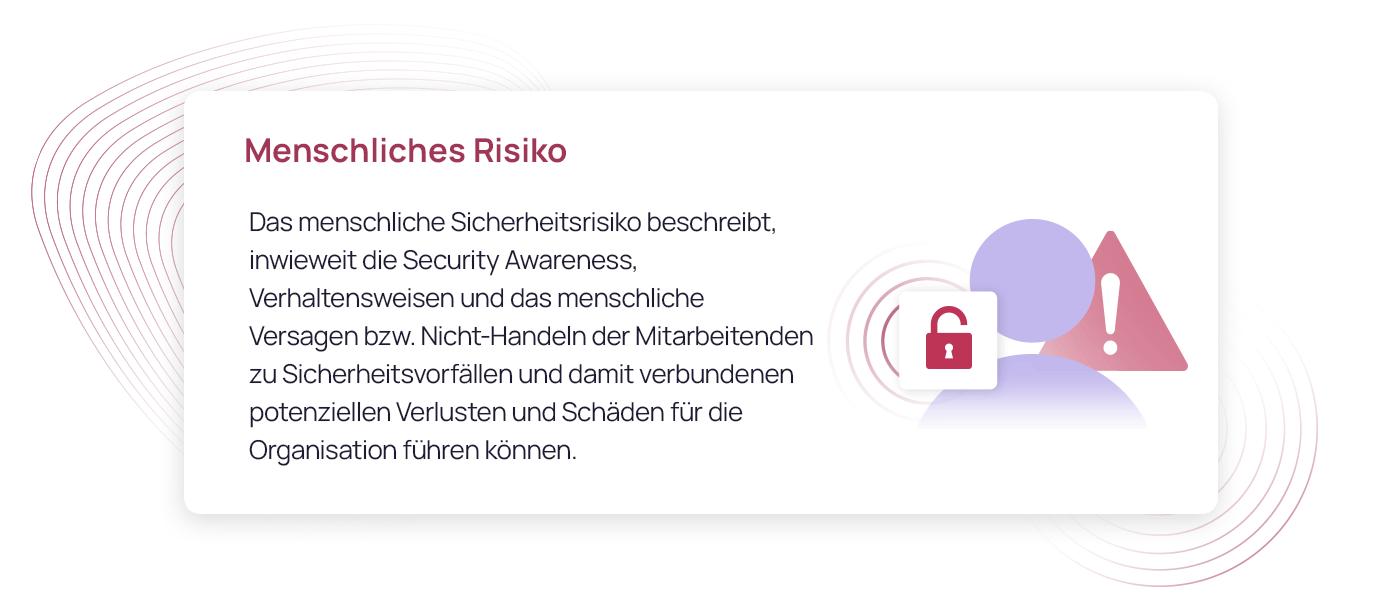 Menschliches Risiko
Das menschliche Sicherheitsrisiko beschreibt,
inwieweit die Security Awareness,
Verhaltensweisen und das menschliche
Versagen bzw. Nicht-Handeln der Mitarbeitenden
zu Sicherheitsvorfällen und damit verbundenen
potenziellen Verlusten und Schäden für die
Organisation führen können.